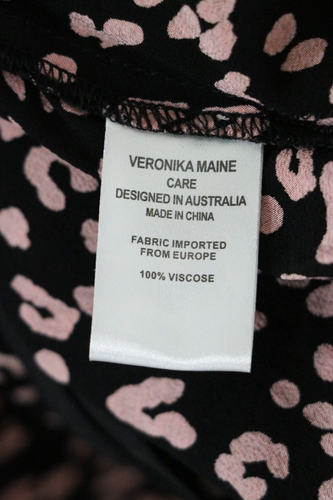 VERONIKA MAINE
CARE
DESIGNED IN AUSTRALIA
MADE IN CHINA
FABRIC IMPORTED
FROM EUROPE
100% VISCOSE